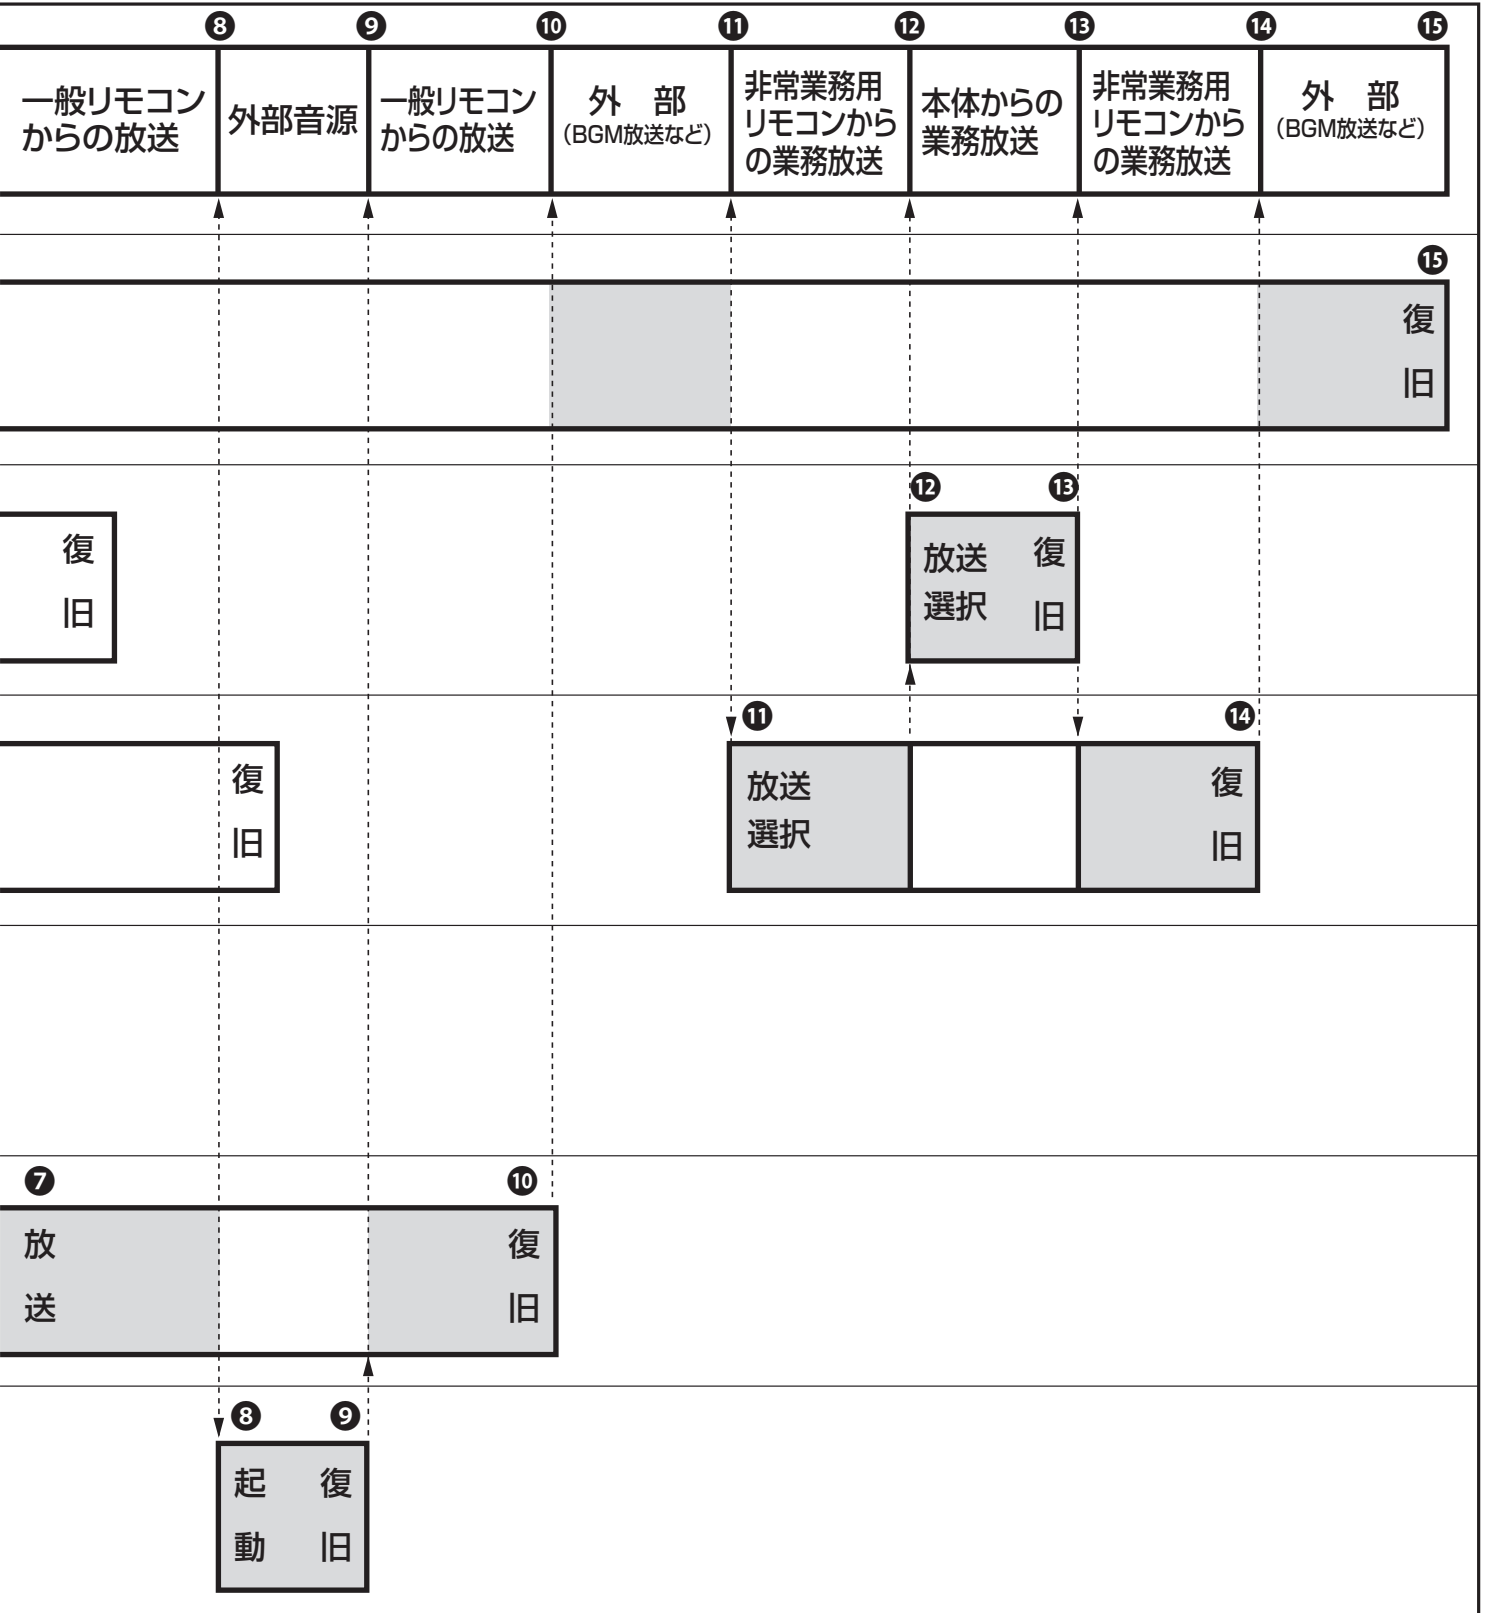 ❽ ❾ ❿ ⓫ ⓬ ⓭ ⓮ ⓯
一般リモコン
からの放送
外部音源
一般リモコン
からの放送
外 部
（BGM放送など）
非常業務用
リモコンから
の業務放送
本体からの
業務放送
非常業務用
リモコンから
の業務放送
外 部
（BGM放送など）
⓯
復
旧
復
旧
⓬ ⓭
放送
選択
復
旧
⓫ ⓮
復
旧
放送
選択
復
旧
❼ ❿
放
送
復
旧
❽ ❾
起
動
復
旧